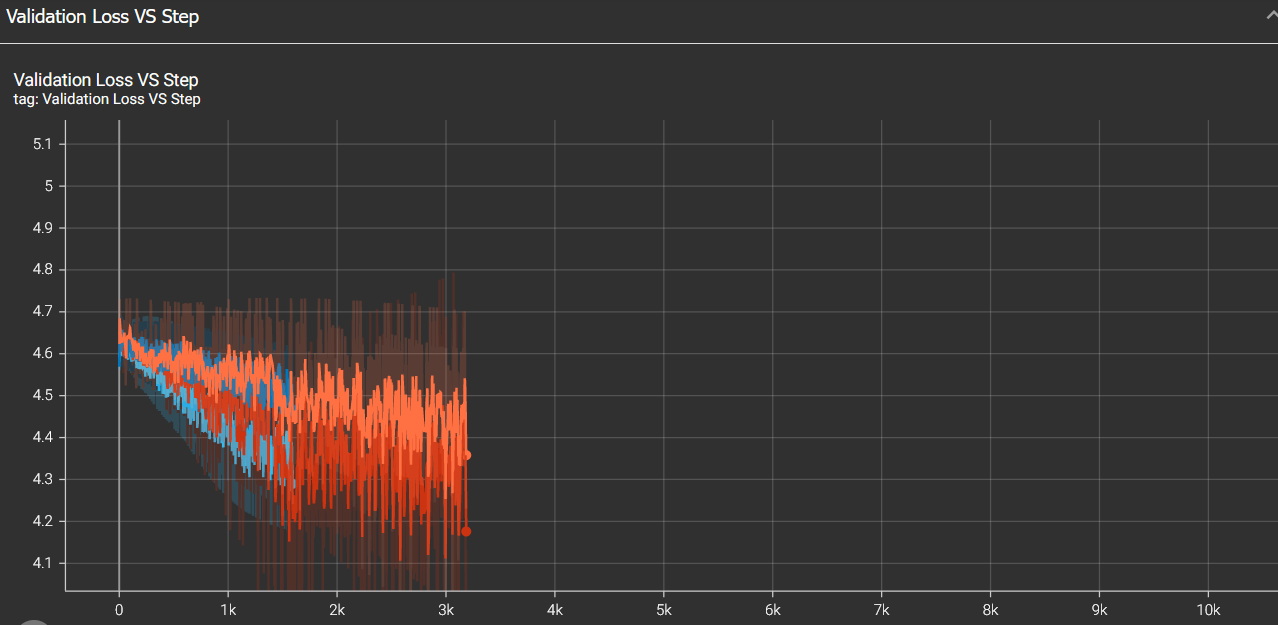 Validation Loss VS Step
Validation Loss VS Step
tag: Validation Loss VS Step
5.1
5
4.9
4.8
4.7
4.6
4.5
4.4
4.3
4.2
4.1
0 1k 2k 3k 4k 5k 6k 7k 8k 9k 10k